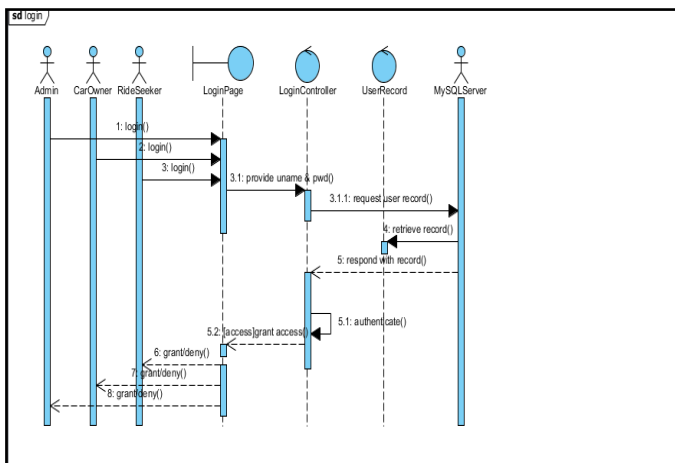 sd login
Admin CarOwner RideSeeker LoginPage LoginController UserRecord MySQLServer
1: login()
2: login()
3: login()
3.1: provide uname & pwd()
3.1.1: request user record()
4: retrieve record()
5: respond with record()
5.1: authenticate()
5.2: [access]grant access()
6: grant/deny()
7: grant/deny()
8: grant/deny()